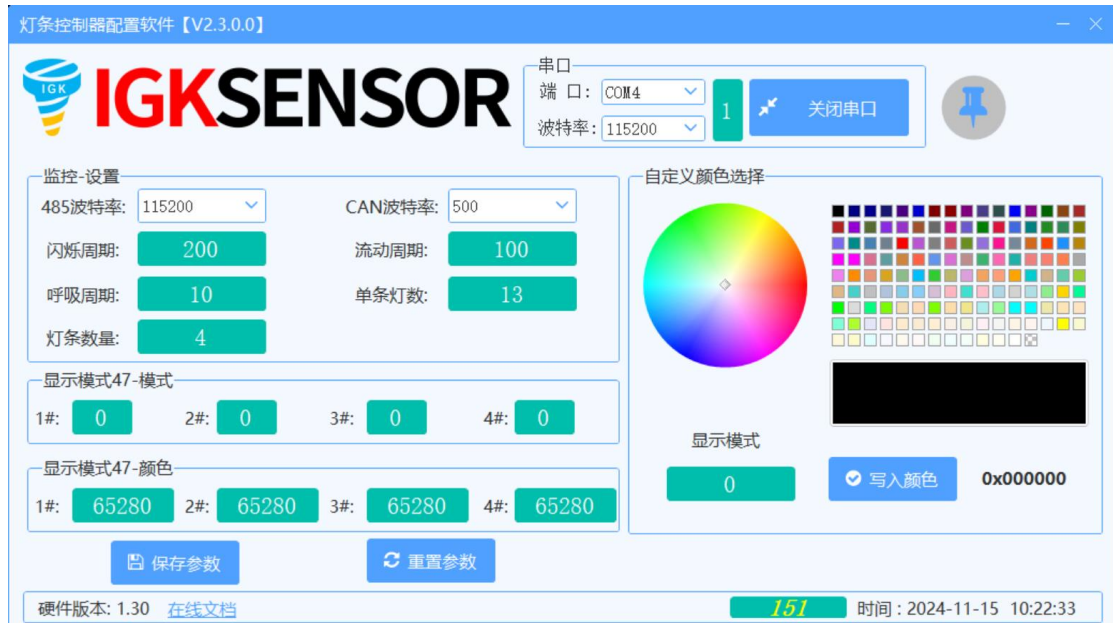 灯条控制器配置软件【V2.3.0.0】
IGK
IGKSENSOR
串口
端 口: COM4
波特率: 115200
1
关闭串口
监控-设置
485波特率: 115200 CAN波特率: 500
闪烁周期: 200 流动周期: 100
呼吸周期: 10 单条灯数: 13
灯条数量: 4
显示模式47-模式
1#: 0 2#: 0 3#: 0 4#: 0
显示模式47-颜色
1#: 65280 2#: 65280 3#: 65280 4#: 65280
保存参数 重置参数
自定义颜色选择
显示模式
0 写入颜色 0x000000
硬件版本: 1.30 在线文档 151 时间 : 2024-11-15 10:22:33